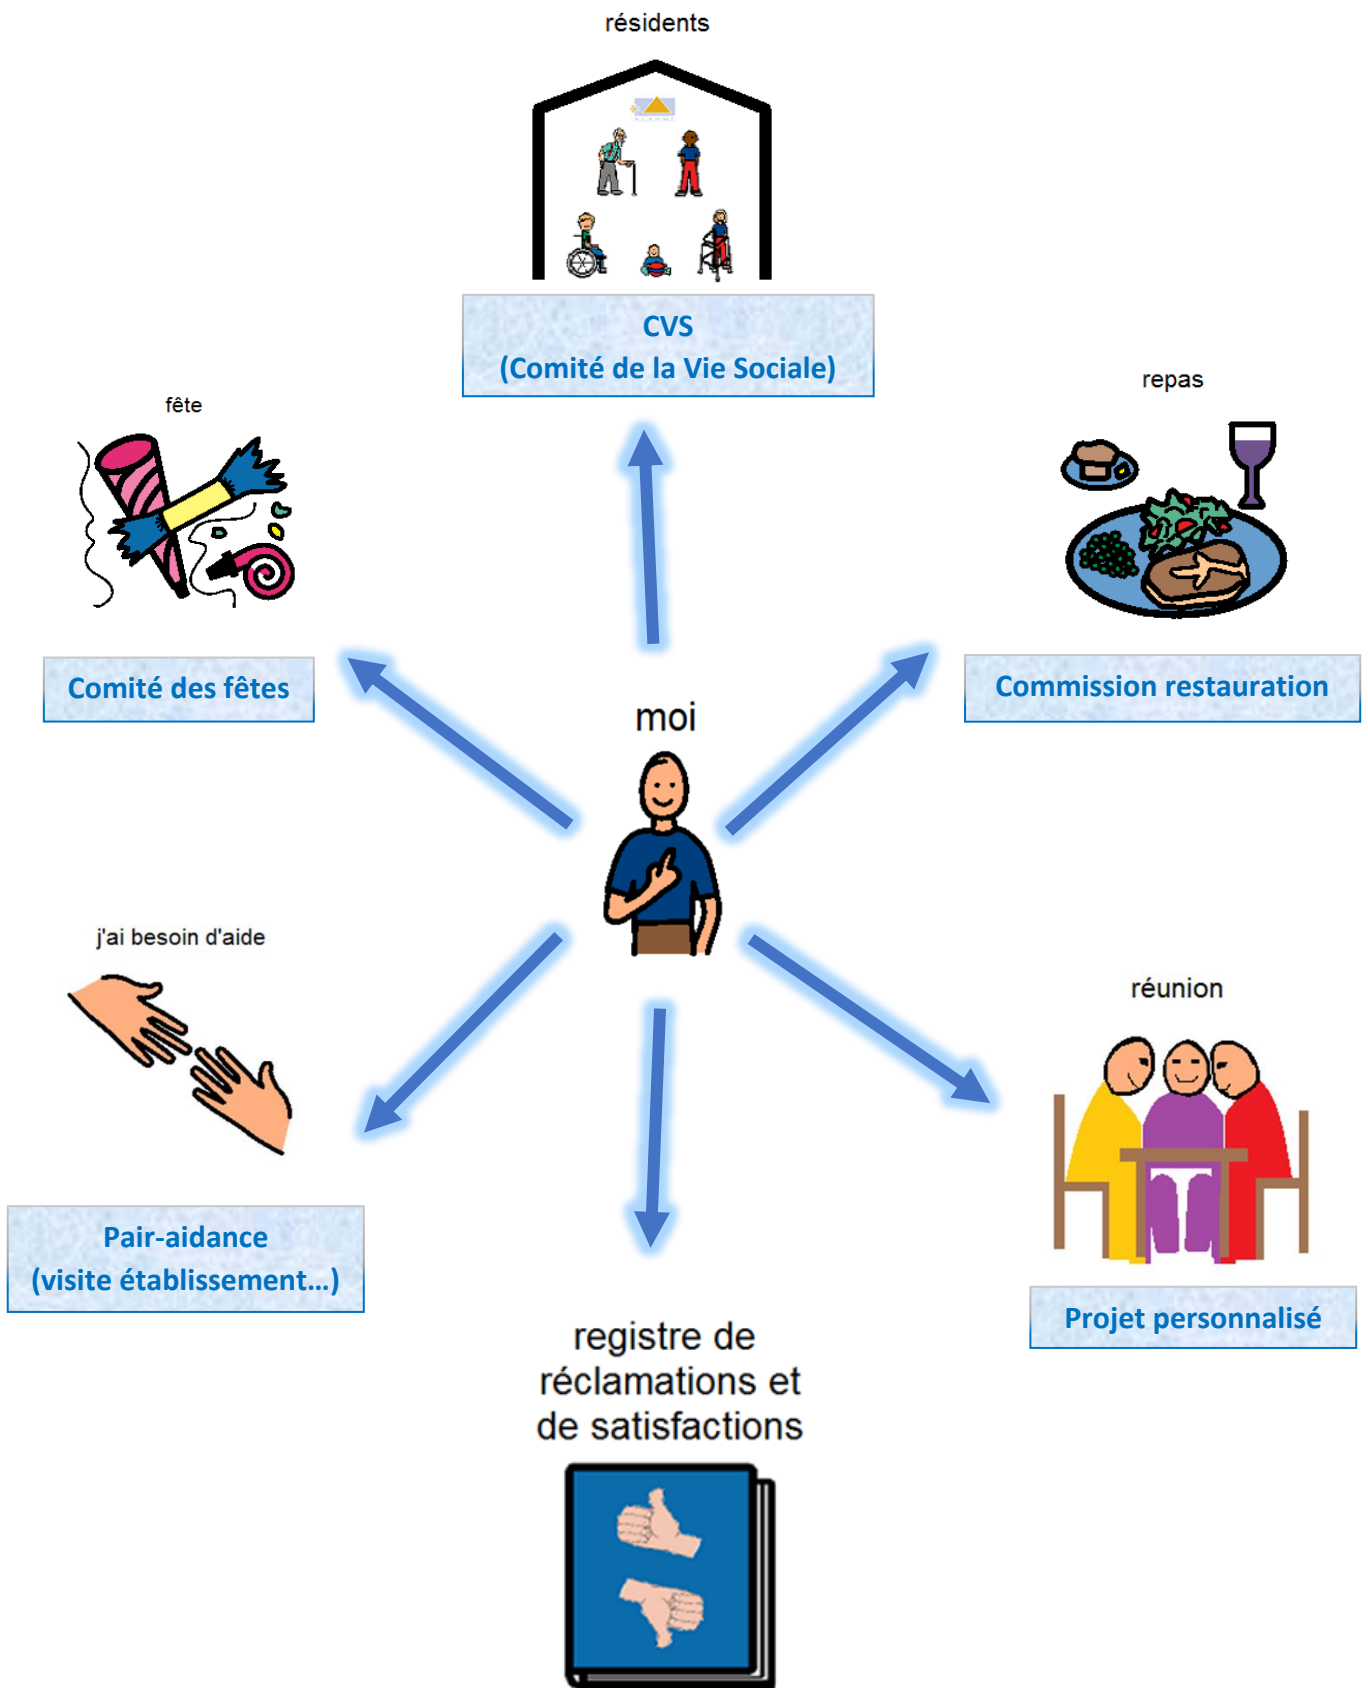 résidents
CVS
(Comité de la Vie Sociale)
fête
repas
Comité des fêtes
Commission restauration
moi
j'ai besoin d'aide
réunion
Pair-aidance
(visite établissement...)
Projet personnalisé
registre de
réclamations et
de satisfactions